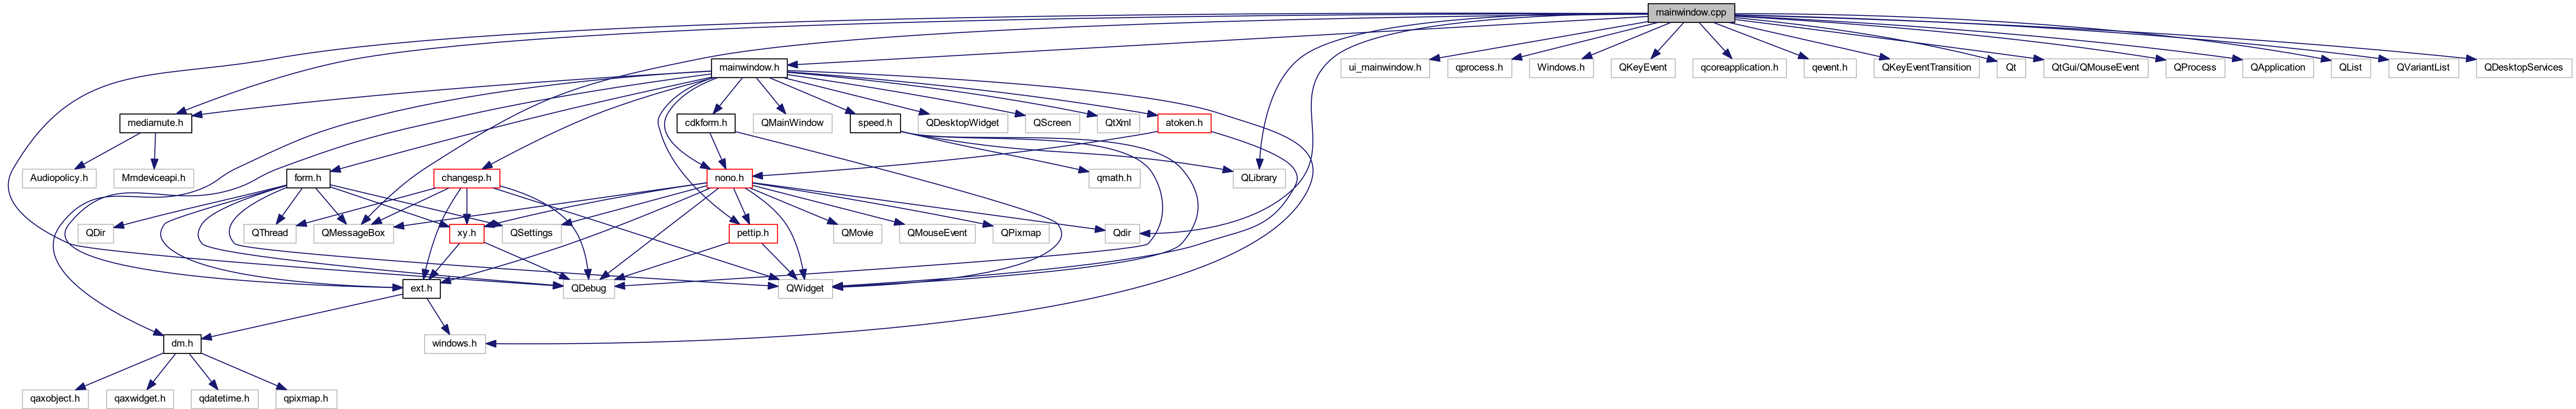 mainwindow.cpp
mainwindow.h
ui_mainwindow.h
qprocess.h
Windows.h
QKeyEvent
qcoreapplication.h
qevent.h
QKeyEventTransition
Qt
QtGui/QMouseEvent
QProcess
QApplication
QList
QVariantList
QDesktopServices
mediamute.h
cdkform.h
QMainWindow
speed.h
QDesktopWidget
QScreen
QtXml
atoken.h
Audiopolicy.h
Mmdeviceapi.h
form.h
changesp.h
nono.h
qmath.h
QLibrary
QDir
QThread
QMessageBox
xy.h
QSettings
pettip.h
QMovie
QMouseEvent
QPixmap
Qdir
ext.h
QDebug
QWidget
dm.h
windows.h
qaxobject.h
qaxwidget.h
qdatetime.h
qpixmap.h